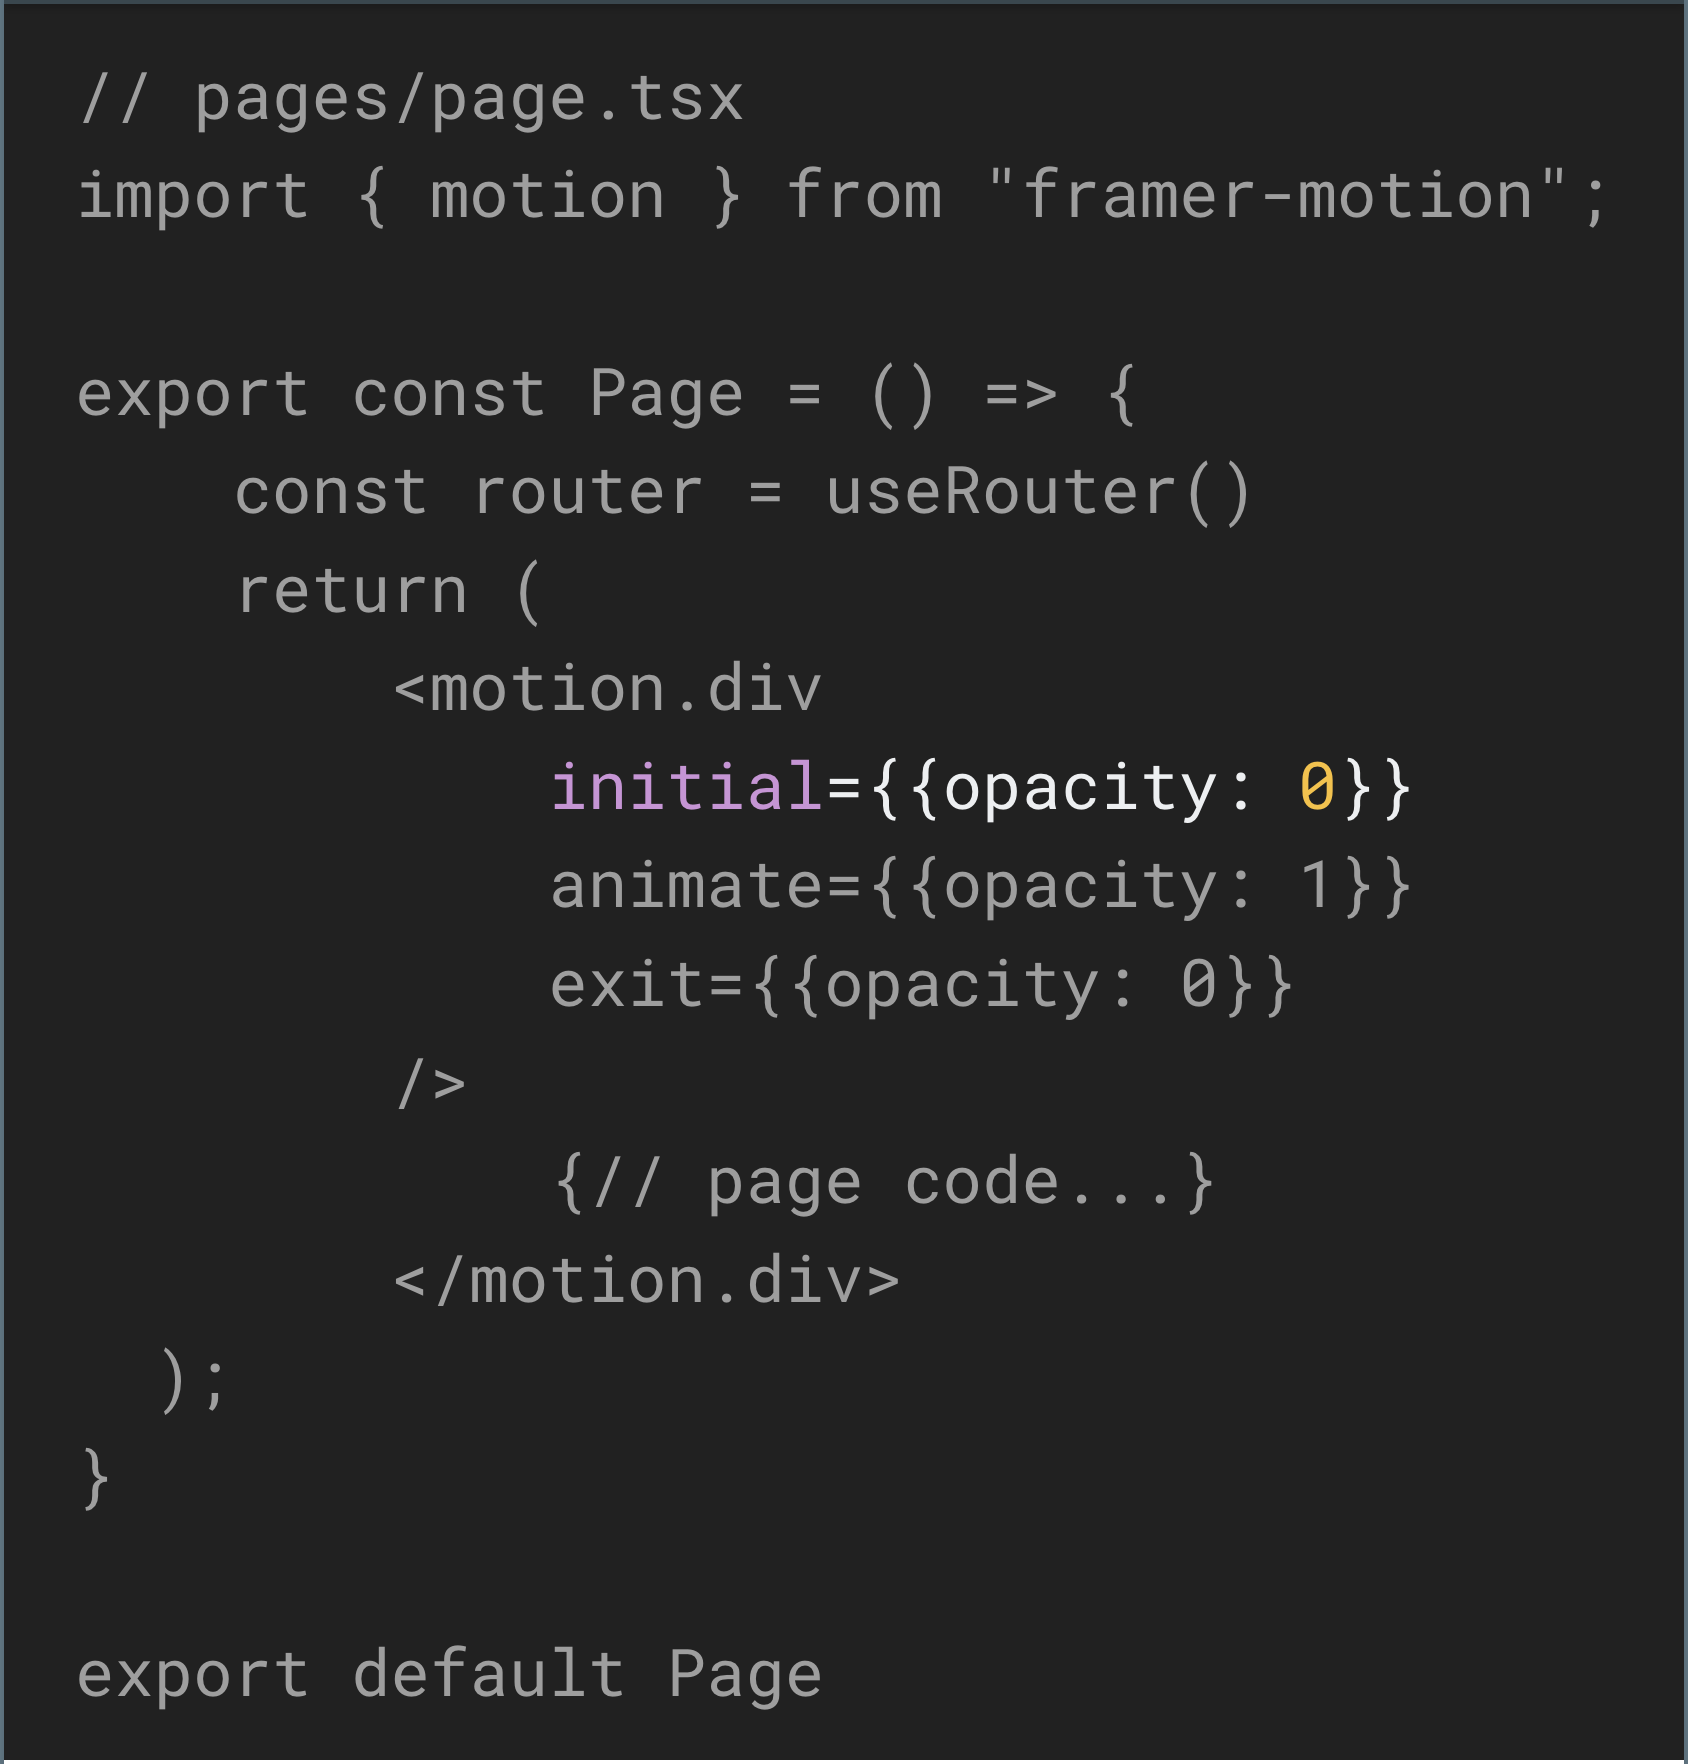 // pages/page.tsx
import { motion } from "framer-motion";
export const Page = () => {
    const router = useRouter()
    return (
        <motion.div
            initial={{opacity: 0}}
            animate={{opacity: 1}}
            exit={{opacity: 0}}
        />
            {// page code...}
        </motion.div>
  );
}
export default Page